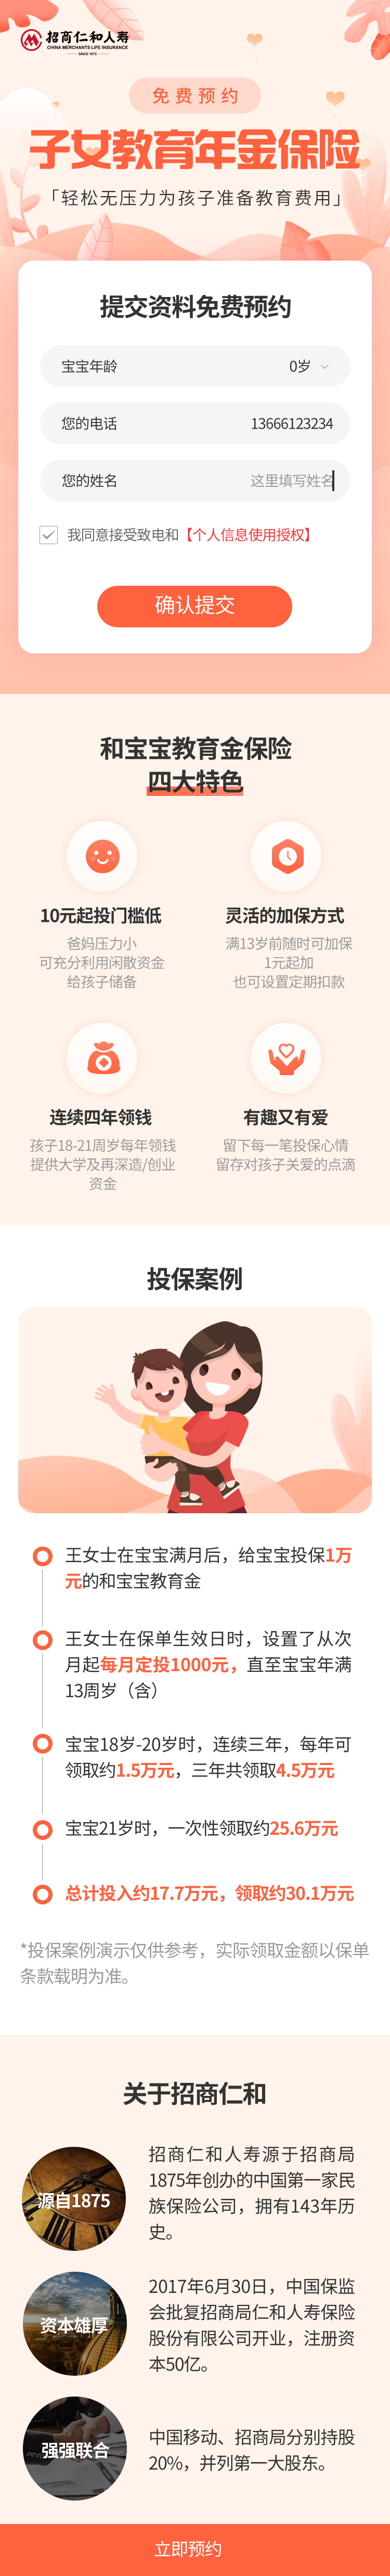 招商仁和人寿
CHINA MERCHANTS LIFE INSURANCE
SINCE 1875
免费预约
子女教育年金保险
「轻松无压力为孩子准备教育费用」
提交资料免费预约
宝宝年龄 0岁
您的电话 13666123234
您的姓名 这里填写姓名
我同意接受致电和【个人信息使用授权】
确认提交
和宝宝教育金保险
四大特色
10元起投门槛低
爸妈压力小
可充分利用闲散资金
给孩子储备
灵活的加保方式
满13岁前随时可加保
1元起加
也可设置定期扣款
连续四年领钱
孩子18-21周岁每年领钱
提供大学及再深造/创业
资金
有趣又有爱
留下每一笔投保心情
留存对孩子关爱的点滴
投保案例
王女士在宝宝满月后，给宝宝投保1万
元的和宝宝教育金
王女士在保单生效日时，设置了从次
月起每月定投1000元，直至宝宝年满
13周岁（含）
宝宝18岁-20岁时，连续三年，每年可
领取约1.5万元，三年共领取4.5万元
宝宝21岁时，一次性领取约25.6万元
总计投入约17.7万元，领取约30.1万元
*投保案例演示仅供参考，实际领取金额以保单
条款载明为准。
关于招商仁和
源自1875
招商仁和人寿源于招商局
1875年创办的中国第一家民
族保险公司，拥有143年历
史。
资本雄厚
2017年6月30日，中国保监
会批复招商局仁和人寿保险
股份有限公司开业，注册资
本50亿。
强强联合
中国移动、招商局分别持股
20%，并列第一大股东。
立即预约